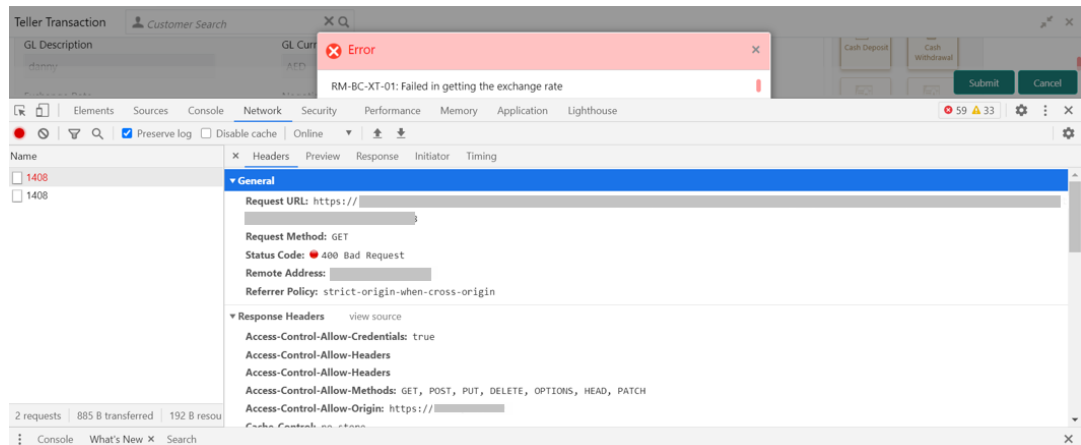 Teller Transaction
Customer Search
GL Description
GL Curr
danny
AED
Error
RM-BC-XT-01: Failed in getting the exchange rate
Cash Deposit
Cash
Withdrawal
Submit
Cancel
Elements Sources Console Network Security Performance Memory Application Lighthouse
59 33
Preserve log Disable cache Online
Name
Headers Preview Response Initiator Timing
1408
1408
General
Request URL: https://
Request Method: GET
Status Code: 400 Bad Request
Remote Address:
Referrer Policy: strict-origin-when-cross-origin
Response Headers view source
Access-Control-Allow-Credentials: true
Access-Control-Allow-Headers
Access-Control-Allow-Headers
Access-Control-Allow-Methods: GET, POST, PUT, DELETE, OPTIONS, HEAD, PATCH
Access-Control-Allow-Origin: https://
2 requests 885 B transferred 192 B resou
Console What's New × Search